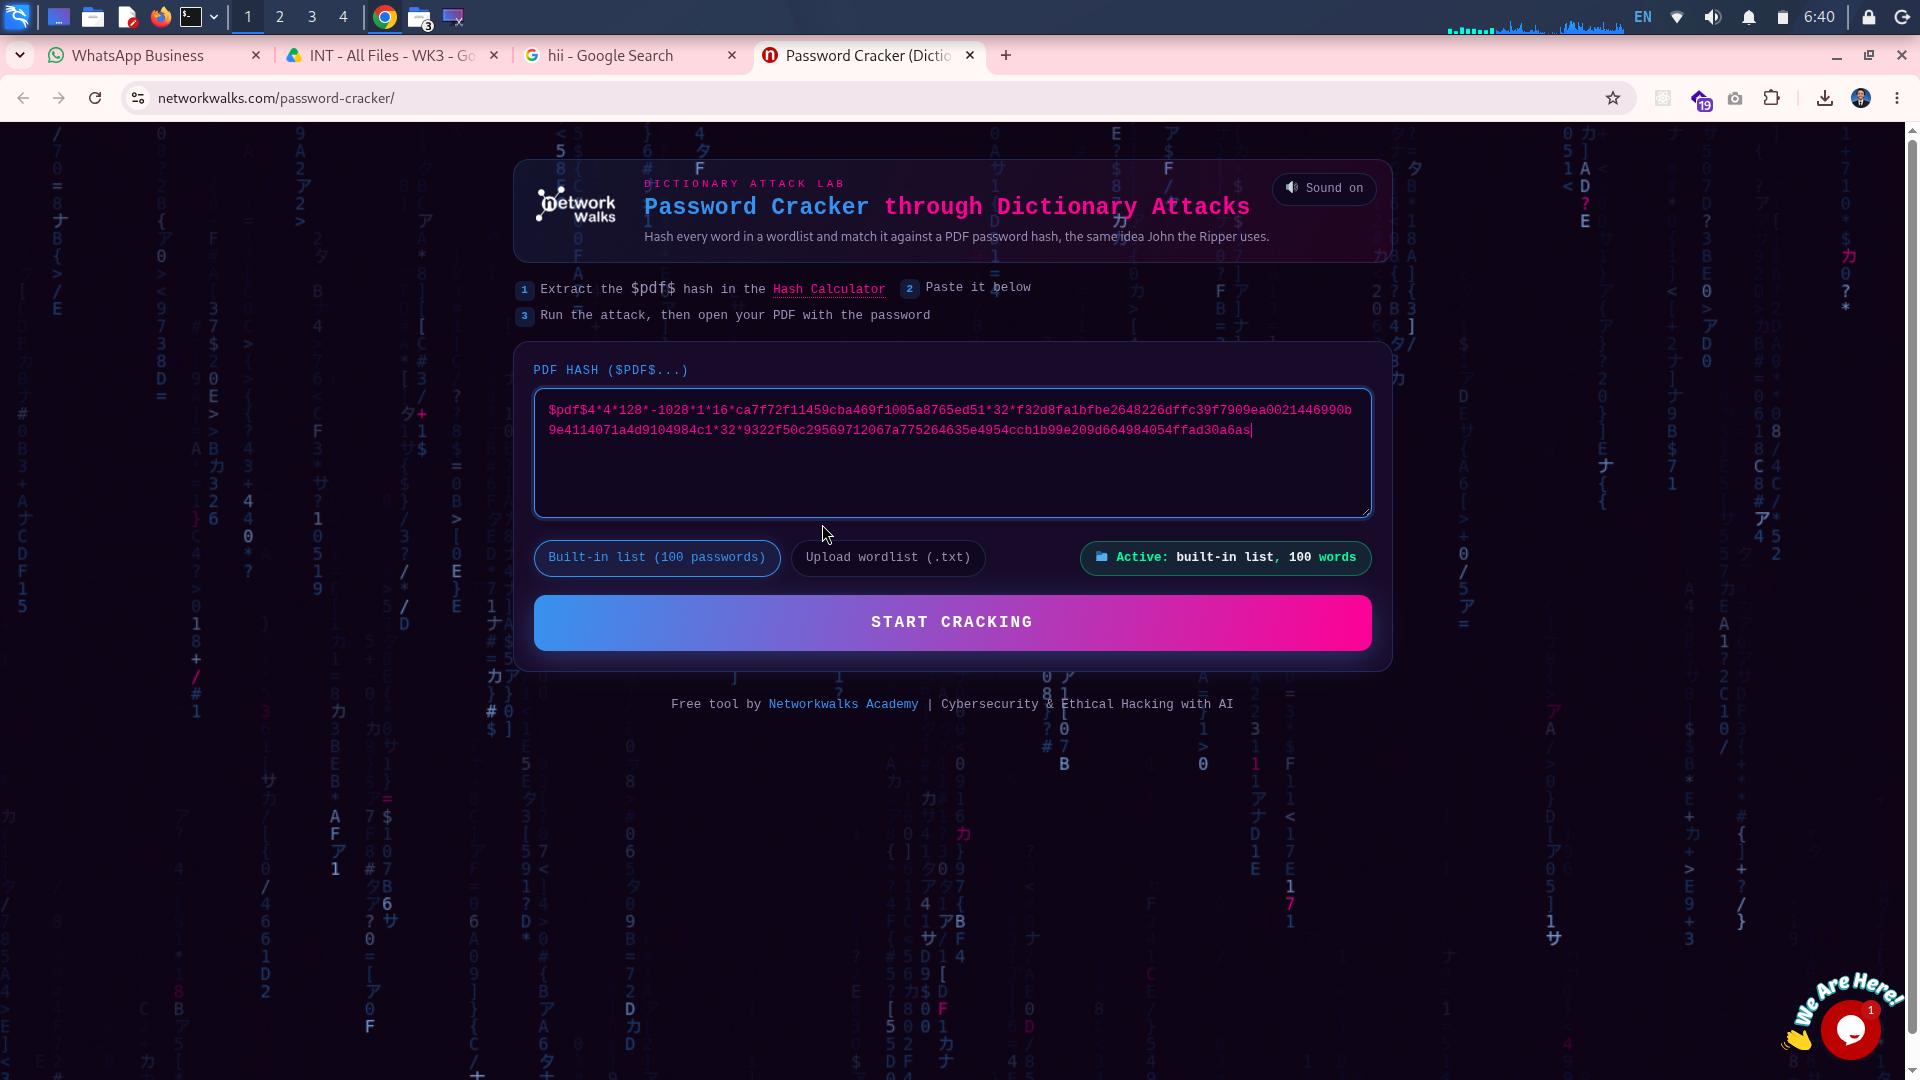 1 2 3 4 3 EN 6:40
WhatsApp Business
INT - All Files - WK3 - Go
hii - Google Search
Password Cracker (Dictio
networkwalks.com/password-cracker/
19
network
Walks
DICTIONARY ATTACK LAB
Password Cracker through Dictionary Attacks
Hash every word in a wordlist and match it against a PDF password hash, the same idea John the Ripper uses.
Sound on
1 Extract the $pdf$ hash in the Hash Calculator 2 Paste it below
3 Run the attack, then open your PDF with the password
PDF HASH ($PDF$...)
$pdf$4*4*128*-1028*1*16*ca7f72f11459cba469f1005a8765ed51*32*f32d8fa1bfbe2648226dffc39f7909ea0021446990b
9e4114071a4d9104984c1*32*9322f50c29569712067a775264635e4954ccb1b99e209d664984054ffad30a6as
Built-in list (100 passwords) Upload wordlist (.txt) Active: built-in list, 100 words
START CRACKING
Free tool by Networkwalks Academy | Cybersecurity & Ethical Hacking with AI
We Are Here!
1